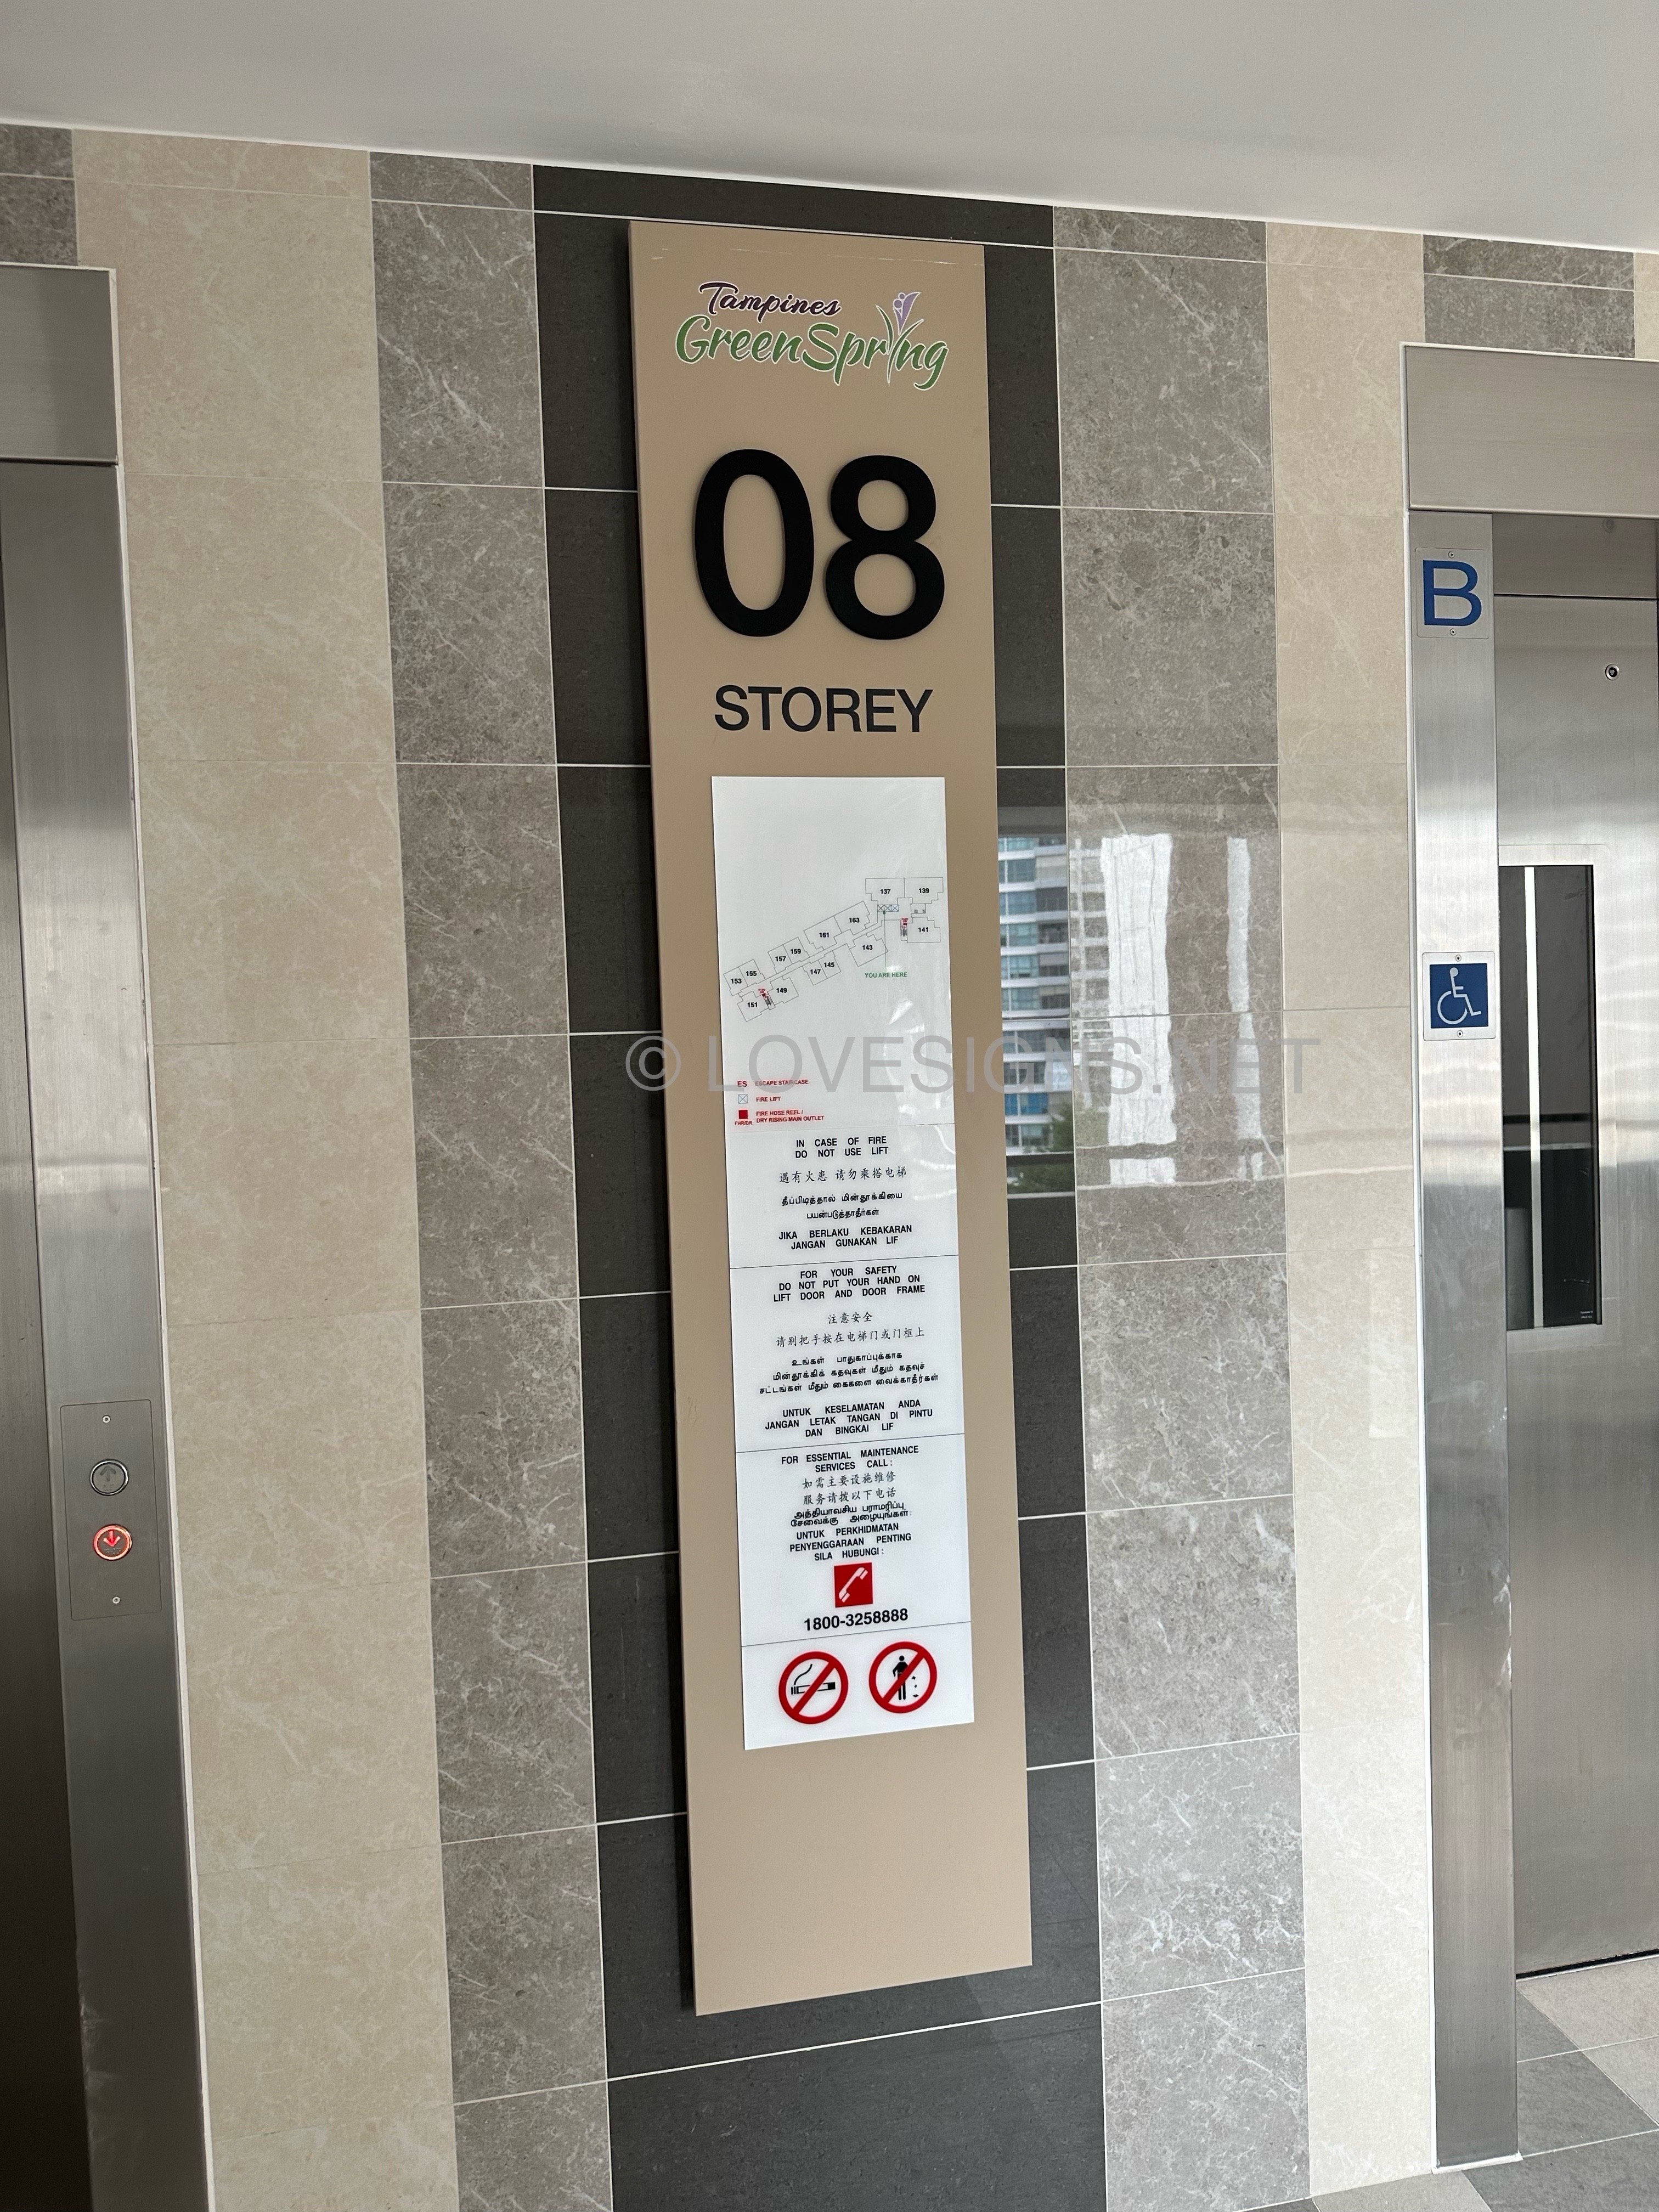 Tampines
GreenSpring
08
STOREY
B
137
139
163
141
161
143
159
157
145
155
147
153
149
151
YOU ARE HERE
© LOVESIGNS.NET
ES ESCAPE STAIRCASE
FIRE LIFT
FIRE HOSE REEL /
FHR/DR DRY RISING MAIN OUTLET
IN CASE OF FIRE
DO NOT USE LIFT
遇有火患 请勿乘搭电梯
தீப்பிடித்தால் மின்தூக்கியை
பயன்படுத்தாதீர்கள்
JIKA BERLAKU KEBAKARAN
JANGAN GUNAKAN LIF
FOR YOUR SAFETY
DO NOT PUT YOUR HAND ON
LIFT DOOR AND DOOR FRAME
注意安全
请别把手按在电梯门或门框上
உங்கள் பாதுகாப்புக்காக
மின்தூக்கிக் கதவுகள் மீதும் கதவுச்
சட்டங்கள் மீதும் கைகளை வைக்காதீர்கள்
UNTUK KESELAMATAN ANDA
JANGAN LETAK TANGAN DI PINTU
DAN BINGKAI LIF
FOR ESSENTIAL MAINTENANCE
SERVICES CALL:
如需主要设施维修
服务请拨以下电话
அத்தியாவசிய பராமரிப்பு
சேவைக்கு அழையுங்கள்:
UNTUK PERKHIDMATAN
PENYENGGARAAN PENTING
SILA HUBUNGI:
1800-3258888